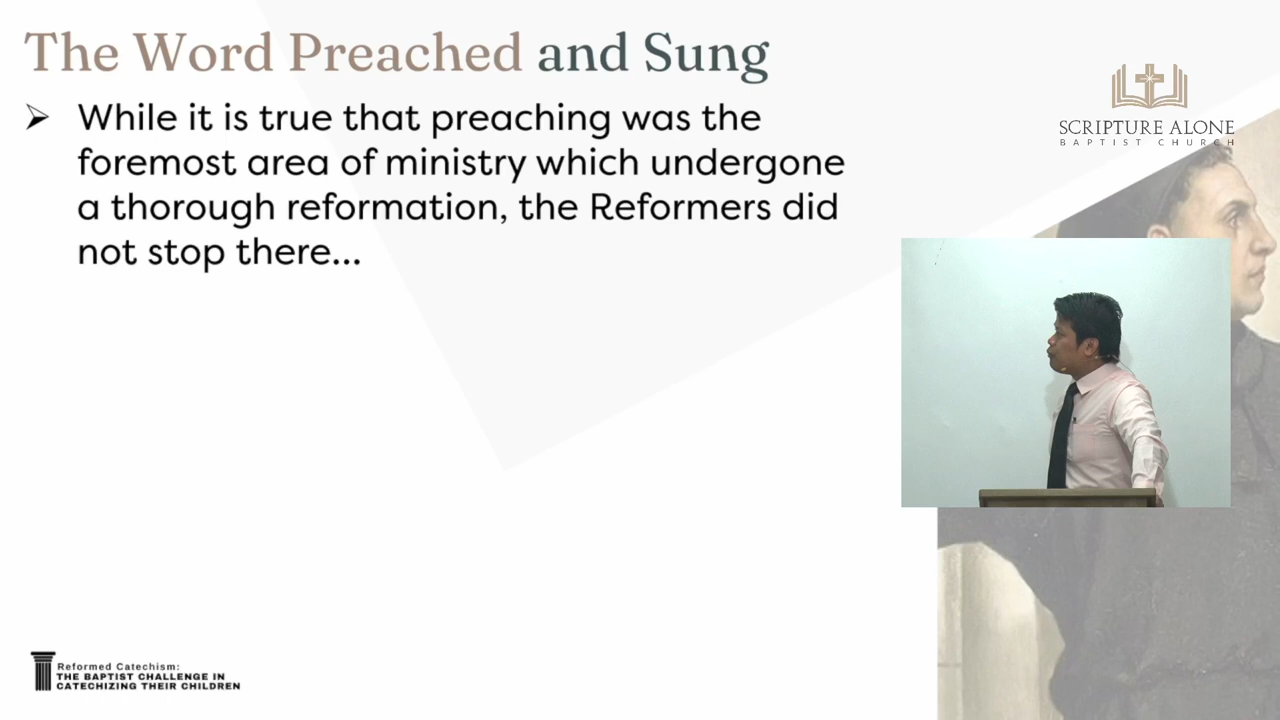 The Word Preached and Sung
➢ While it is true that preaching was the
foremost area of ministry which undergone
a thorough reformation, the Reformers did
not stop there...
SCRIPTURE ALONE
BAPTIST CHURCH
Reformed Catechism:
THE BAPTIST CHALLENGE IN
CATECHIZING THEIR CHILDREN